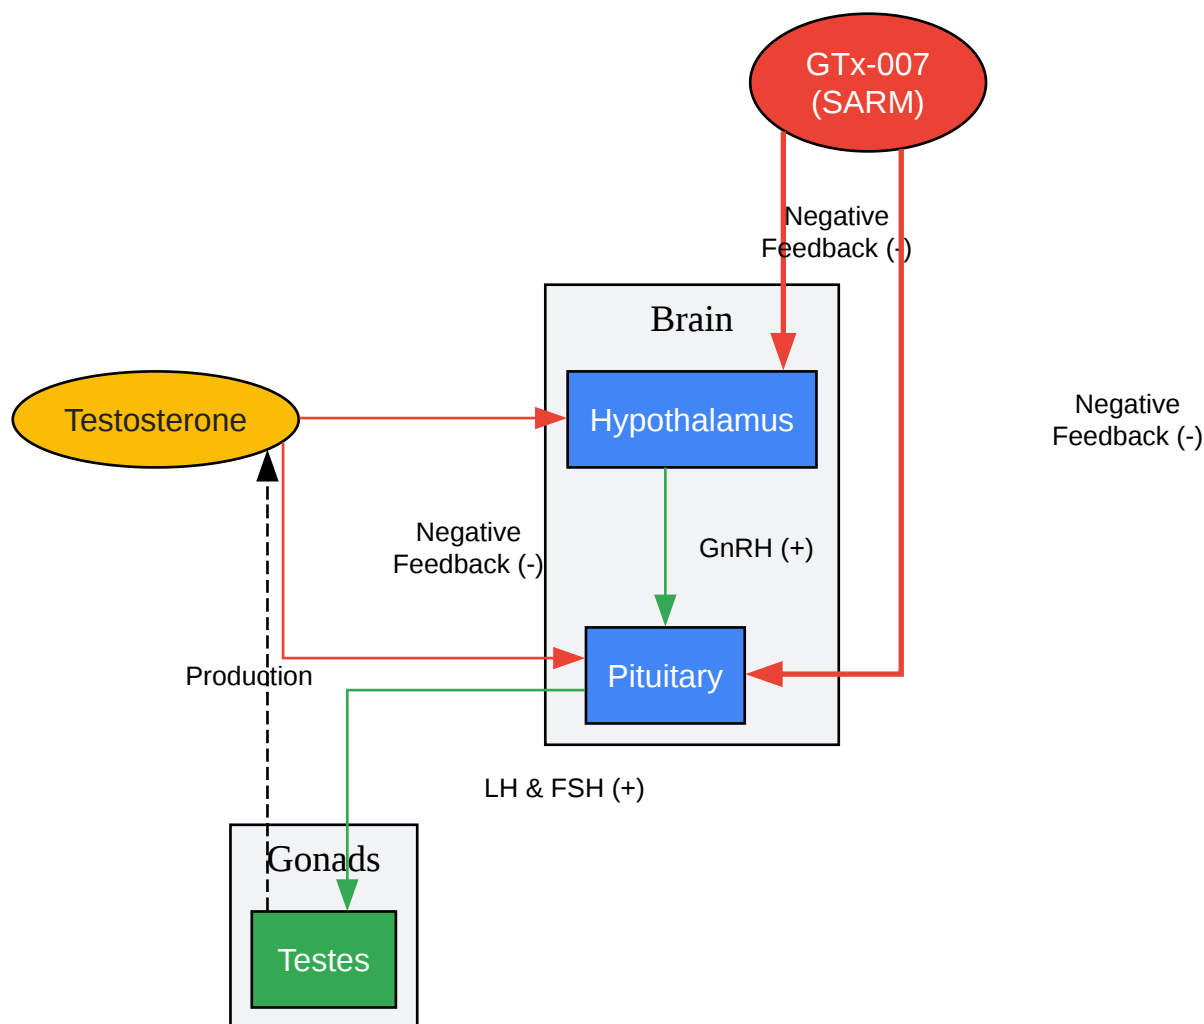 GTx-007
(SARM)
Negative
Feedback (-)
Brain
Testosterone
Hypothalamus
Negative
Feedback (-)
Negative
Feedback (-)
GnRH (+)
Production
Pituitary
LH & FSH (+)
Gonads
Testes